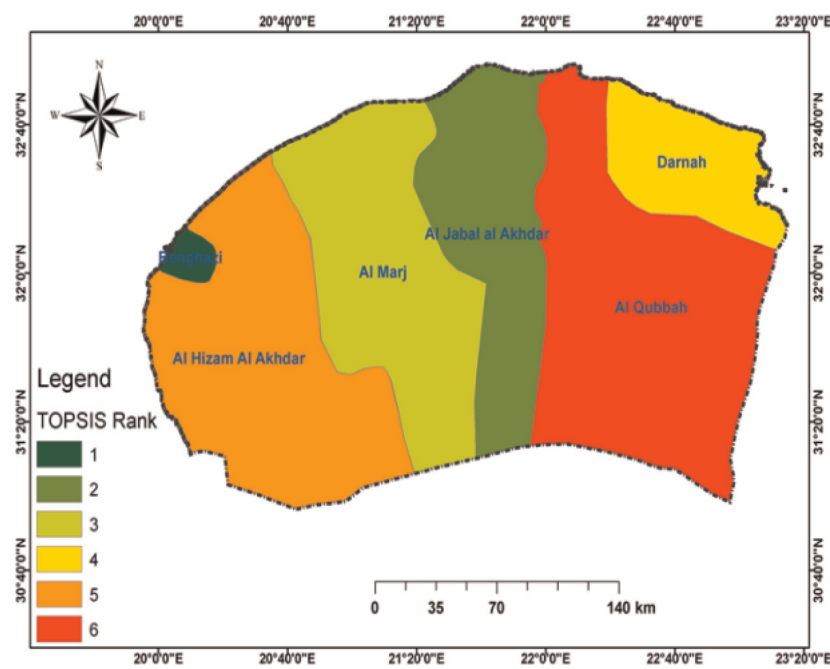 20°0'0"E 20°40'0"E 21°20'0"E 22°0'0"E 22°40'0"E 23°20'0"E
N
W E
S
32°40'0"N 32°40'0"N
Darnah
Al Jabal al Akhdar
Benghazi
32°0'0"N 32°0'0"N
Al Marj
Al Qubbah
Al Hizam Al Akhdar
Legend
TOPSIS Rank
31°20'0"N 31°20'0"N
1
2
3
4
5
6
30°40'0"N 30°40'0"N
0 35 70 140 km
20°0'0"E 20°40'0"E 21°20'0"E 22°0'0"E 22°40'0"E 23°20'0"E